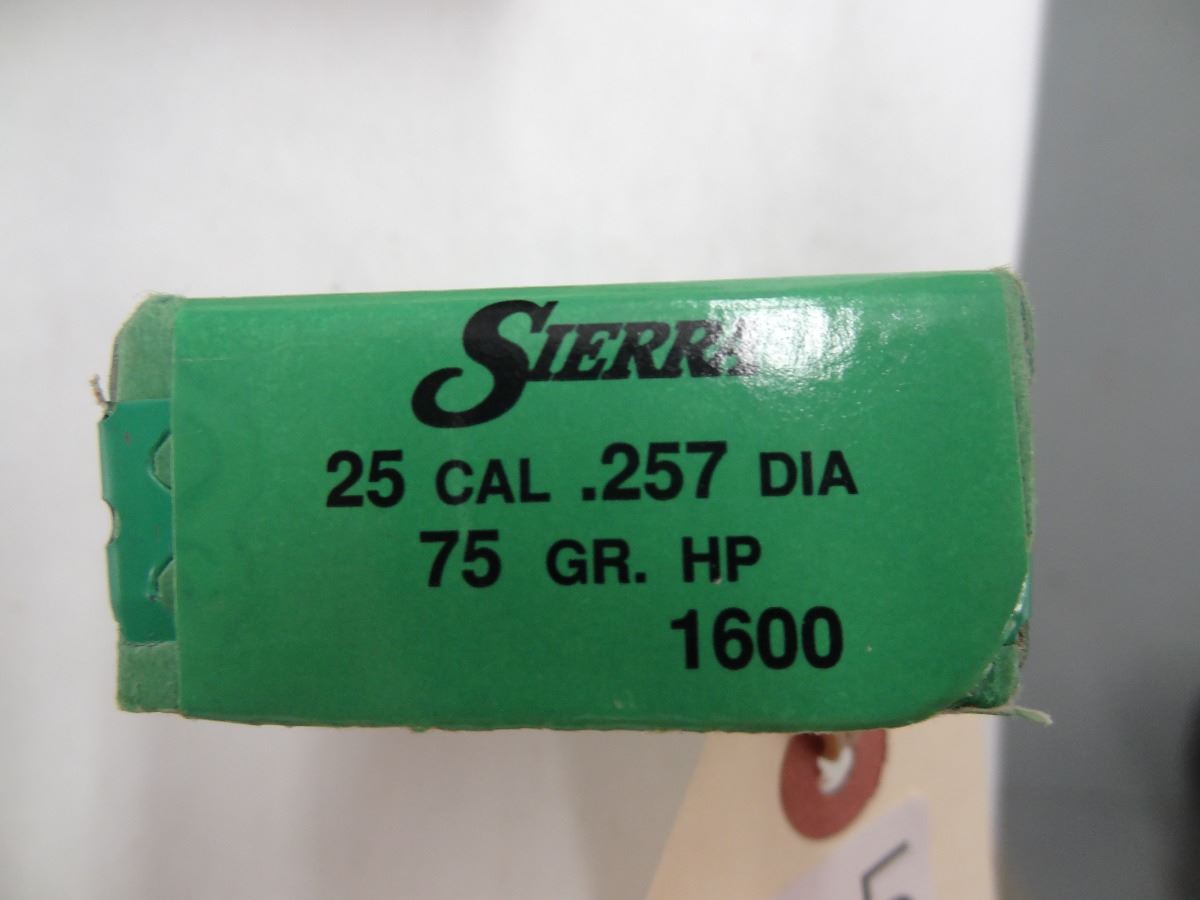 SIERRA
25 CAL .257 DIA
75 GR. HP
1600